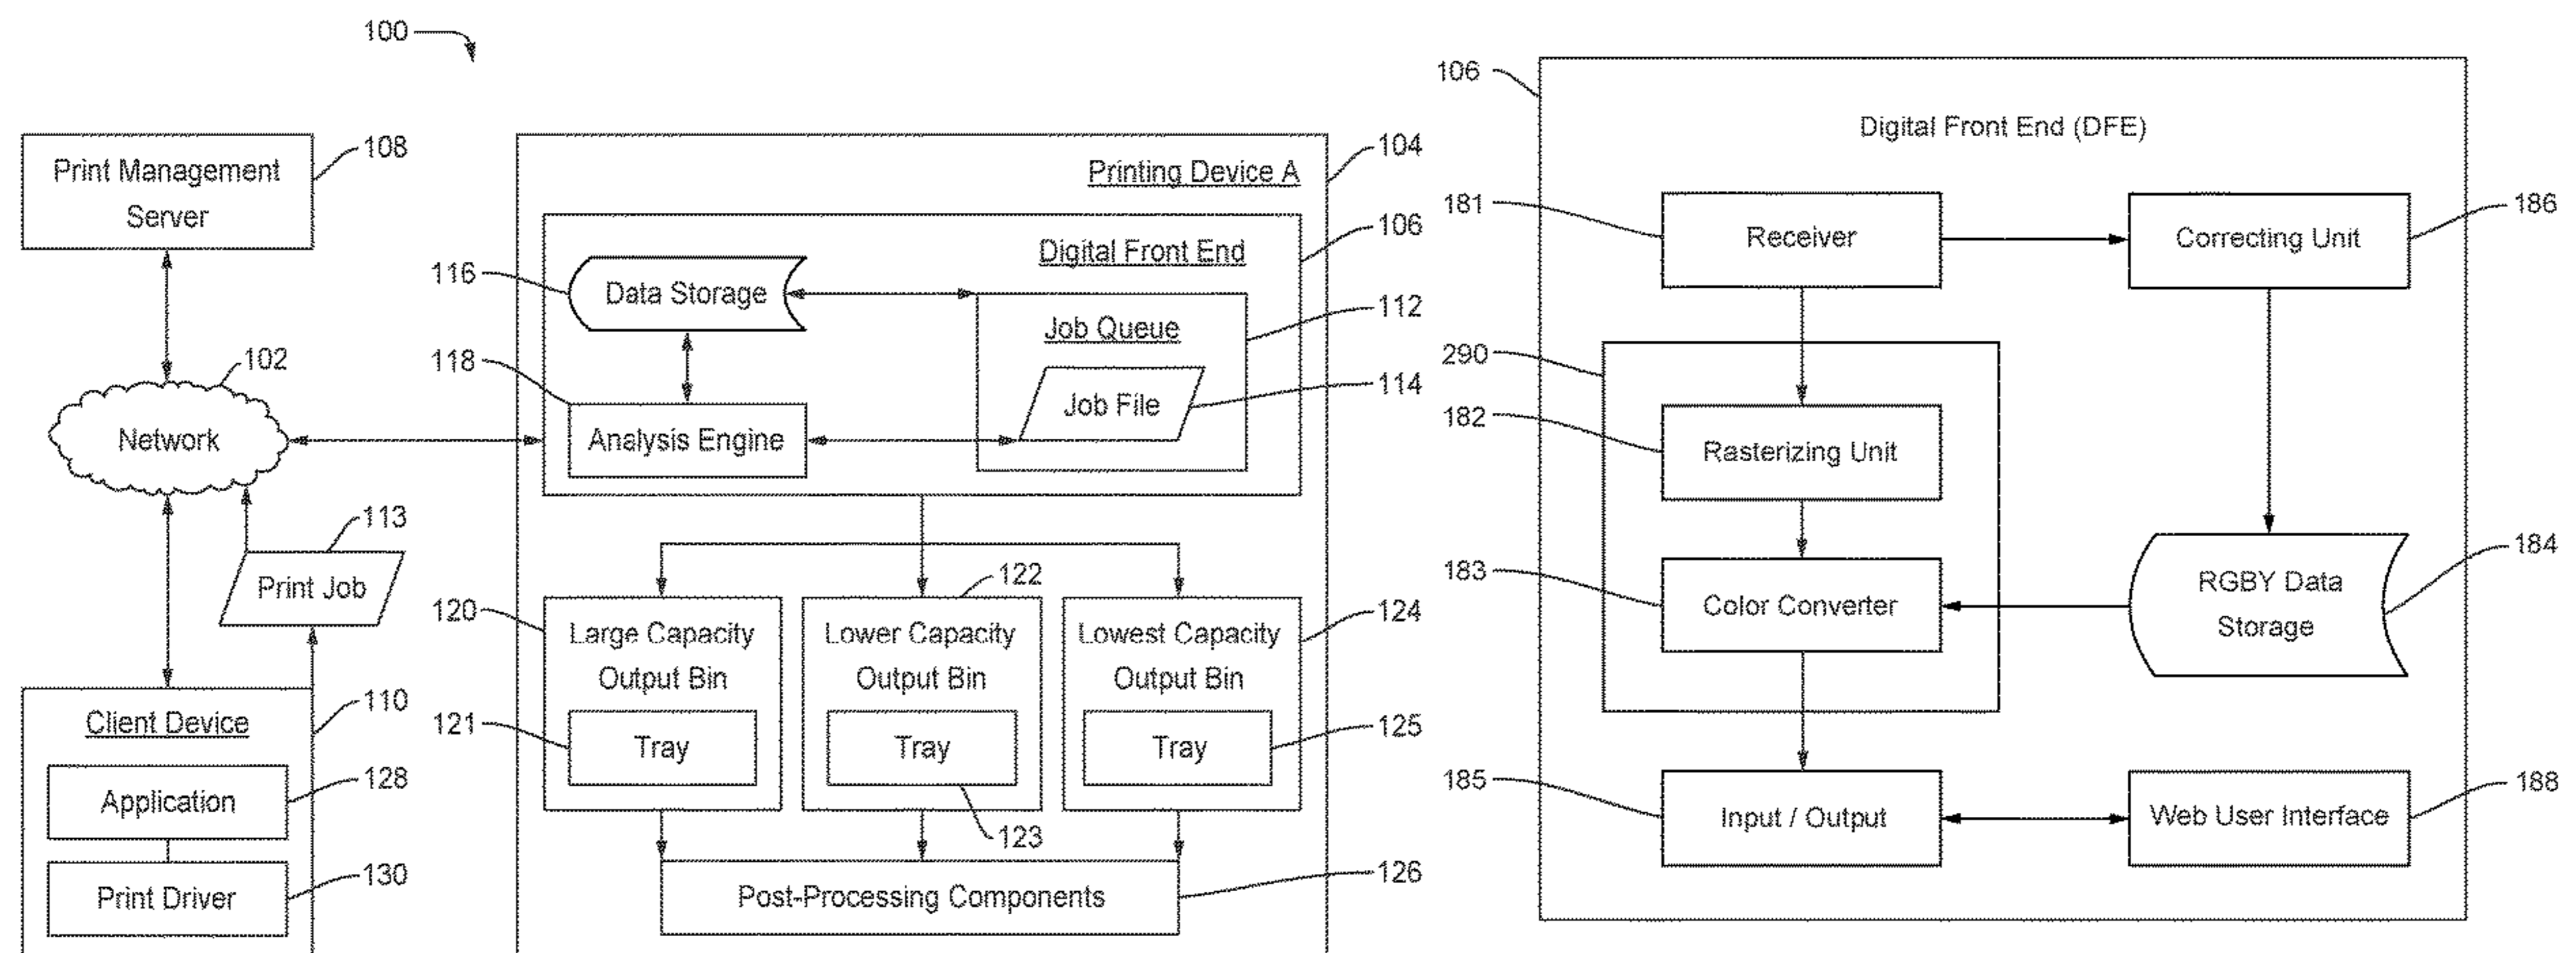 100
Print Management
Server
108
102
Network
113
Print Job
Client Device
110
Application
128
Print Driver
130
Printing Device A
104
Digital Front End
106
116
Data Storage
Job Queue
112
118
Job File
114
Analysis Engine
120
Large Capacity
Output Bin
121
Tray
122
Lower Capacity
Output Bin
Tray
123
Lowest Capacity
Output Bin
124
Tray
125
Post-Processing Components
126
106
Digital Front End (DFE)
181
Receiver
Correcting Unit
186
290
182
Rasterizing Unit
183
Color Converter
RGBY Data
Storage
184
185
Input / Output
Web User Interface
188